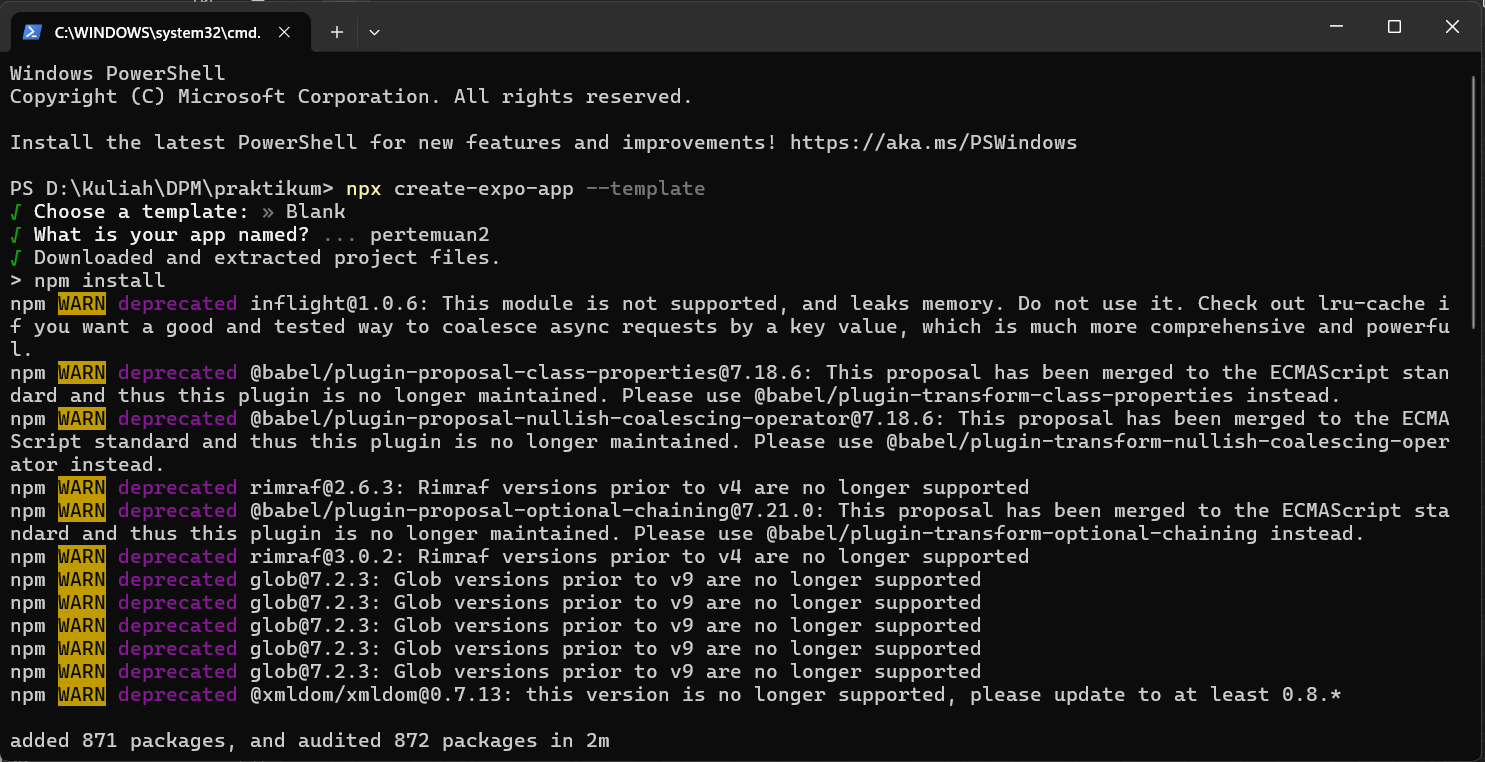 C:\WINDOWS\system32\cmd.
Windows PowerShell
Copyright (C) Microsoft Corporation. All rights reserved.
Install the latest PowerShell for new features and improvements! https://aka.ms/PSWindows
PS D:\Kuliah\DPM\praktikum> npx create-expo-app --template
√ Choose a template: » Blank
√ What is your app named? ... pertemuan2
√ Downloaded and extracted project files.
> npm install
npm WARN deprecated inflight@1.0.6: This module is not supported, and leaks memory. Do not use it. Check out lru-cache i
f you want a good and tested way to coalesce async requests by a key value, which is much more comprehensive and powerfu
l.
npm WARN deprecated @babel/plugin-proposal-class-properties@7.18.6: This proposal has been merged to the ECMAScript stan
dard and thus this plugin is no longer maintained. Please use @babel/plugin-transform-class-properties instead.
npm WARN deprecated @babel/plugin-proposal-nullish-coalescing-operator@7.18.6: This proposal has been merged to the ECMA
Script standard and thus this plugin is no longer maintained. Please use @babel/plugin-transform-nullish-coalescing-oper
ator instead.
npm WARN deprecated rimraf@2.6.3: Rimraf versions prior to v4 are no longer supported
npm WARN deprecated @babel/plugin-proposal-optional-chaining@7.21.0: This proposal has been merged to the ECMAScript sta
ndard and thus this plugin is no longer maintained. Please use @babel/plugin-transform-optional-chaining instead.
npm WARN deprecated rimraf@3.0.2: Rimraf versions prior to v4 are no longer supported
npm WARN deprecated glob@7.2.3: Glob versions prior to v9 are no longer supported
npm WARN deprecated glob@7.2.3: Glob versions prior to v9 are no longer supported
npm WARN deprecated glob@7.2.3: Glob versions prior to v9 are no longer supported
npm WARN deprecated glob@7.2.3: Glob versions prior to v9 are no longer supported
npm WARN deprecated glob@7.2.3: Glob versions prior to v9 are no longer supported
npm WARN deprecated @xmldom/xmldom@0.7.13: this version is no longer supported, please update to at least 0.8.*
added 871 packages, and audited 872 packages in 2m